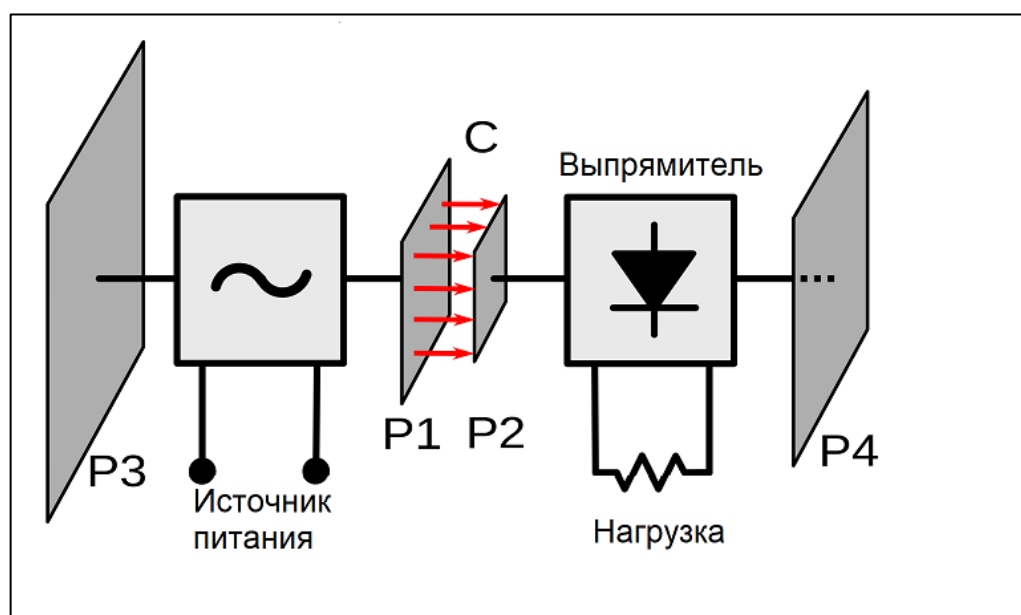 C
Выпрямитель
P1
P2
P3
P4
Источник
питания
Нагрузка